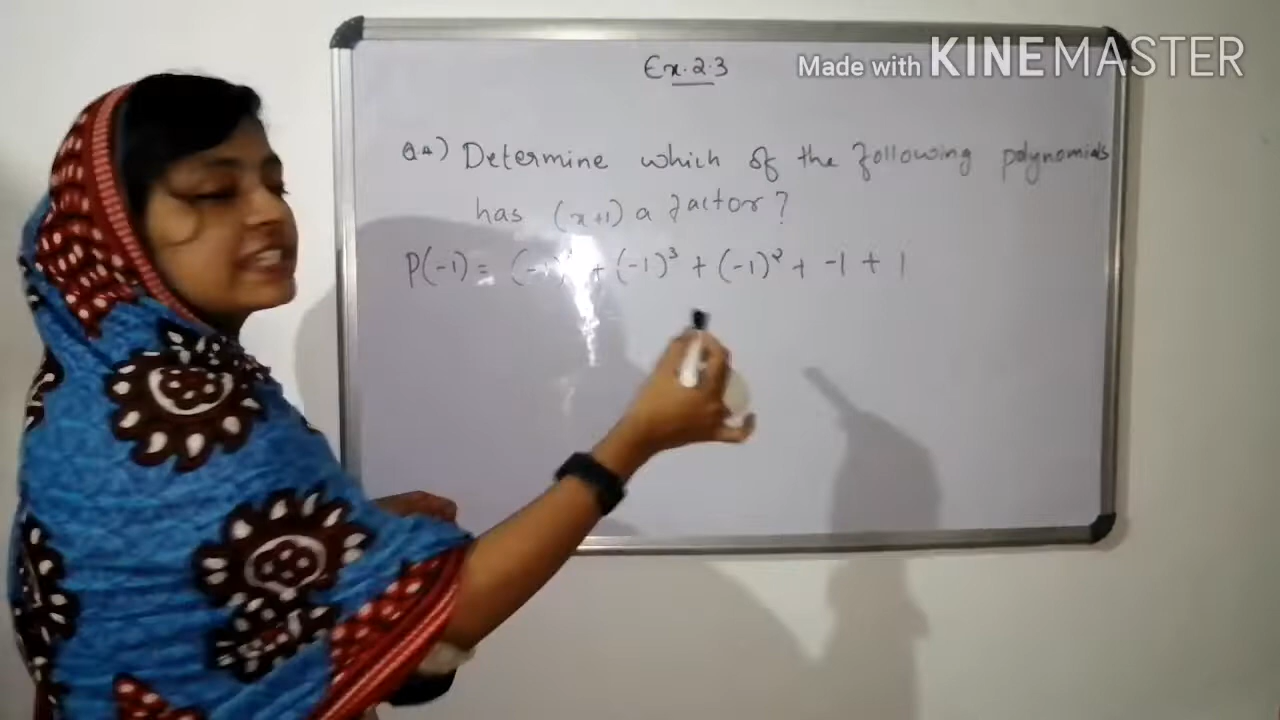 Ex.2.3
Made with KINEMASTER
Determine which of the following polynomials
has (x+1) a factor?
P(-1) = (-1) + (-1)³ + (-1)² + -1 + 1